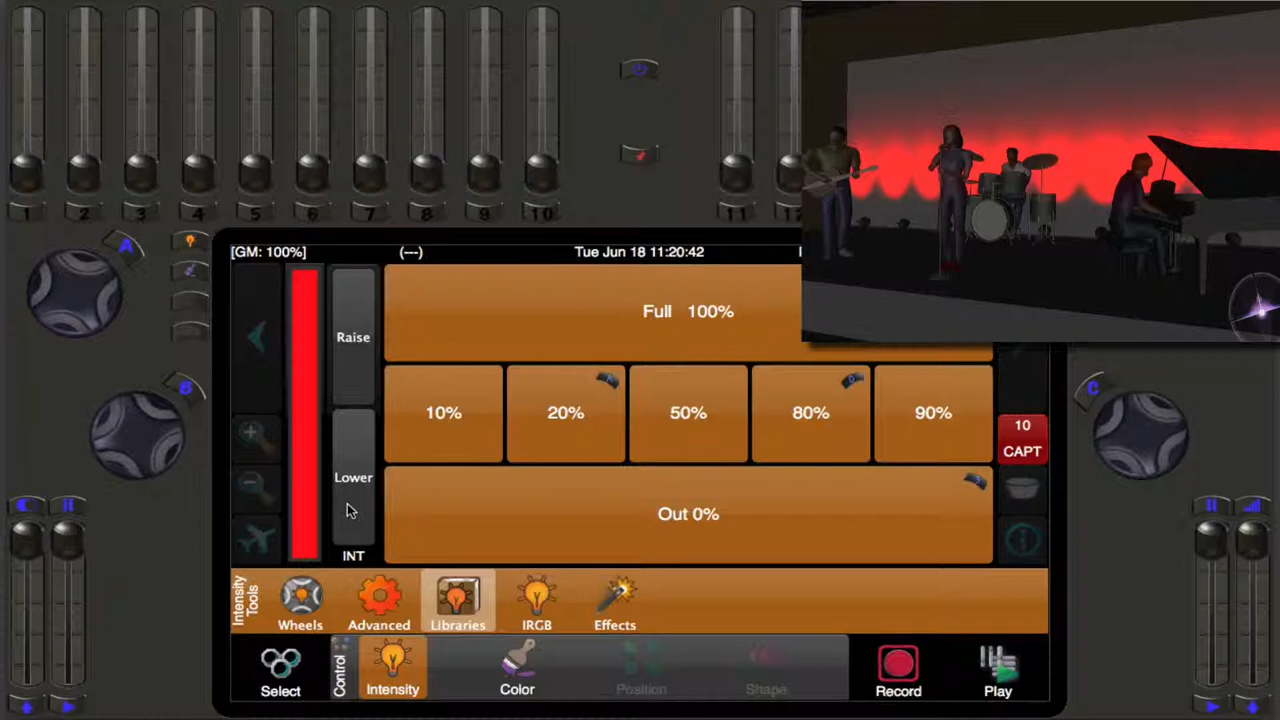 1 2 3 4 5 6 7 8 9 10 11
A
B
C
[GM: 100%] (---) Tue Jun 18 11:20:42
Raise
Full 100%
10% 20% 50% 80% 90%
10
CAPT
Lower
Out 0%
INT
Intensity
Tools
Wheels Advanced Libraries IRGB Effects
Control
Select Intensity Color Position Shape Record Play